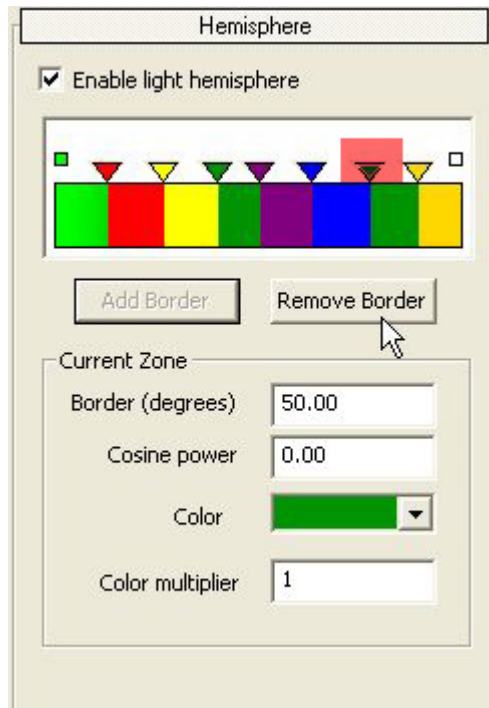 Hemisphere
Enable light hemisphere
Add Border
Remove Border
Current Zone
Border (degrees)
50.00
Cosine power
0.00
Color
Color multiplier
1